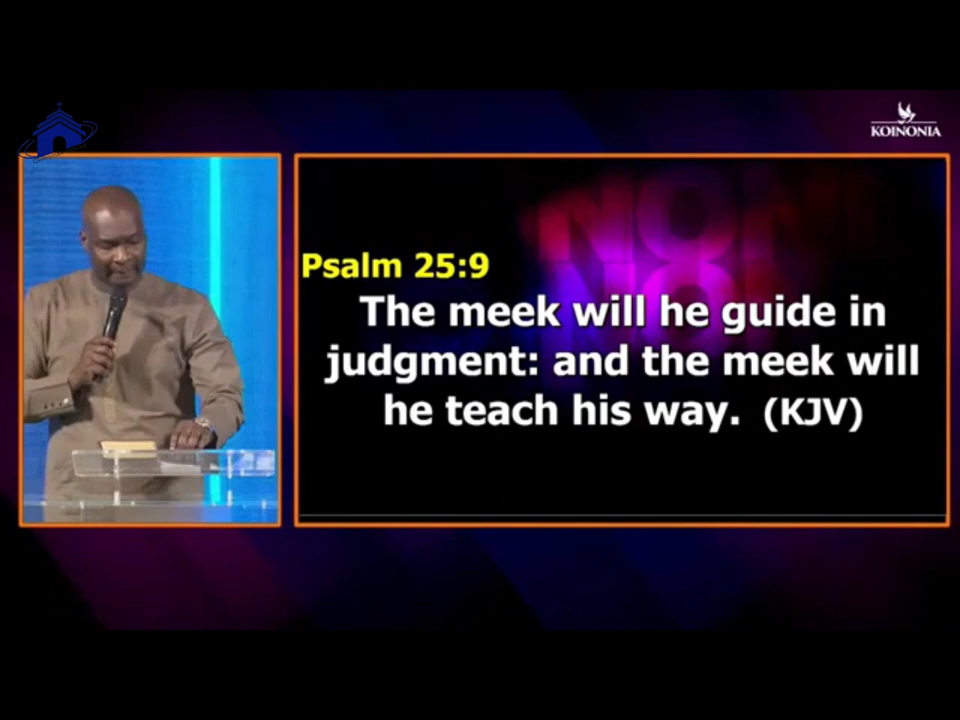 KOINONIA
Psalm 25:9
The meek will he guide in
judgment: and the meek will
he teach his way. (KJV)